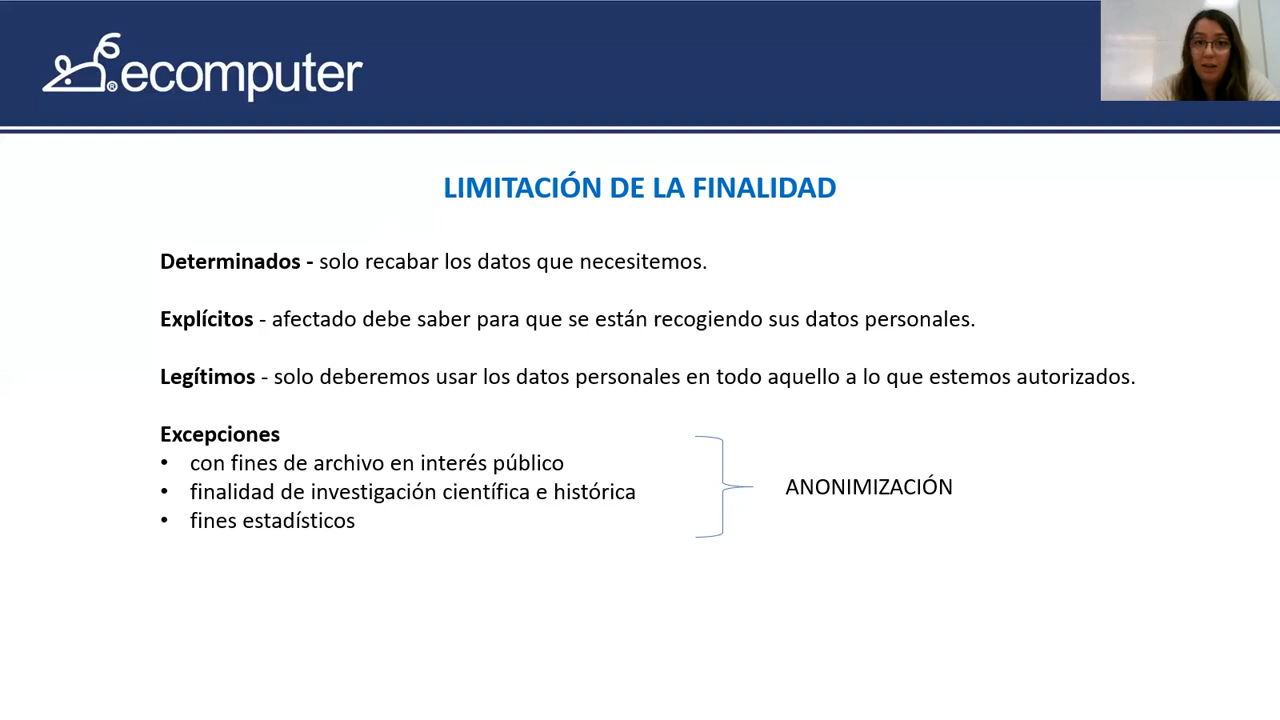 ecomputer
LIMITACIÓN DE LA FINALIDAD
Determinados - solo recabar los datos que necesitemos.
Explícitos - afectado debe saber para que se están recogiendo sus datos personales.
Legítimos - solo deberemos usar los datos personales en todo aquello a lo que estemos autorizados.
Excepciones
• con fines de archivo en interés público
• finalidad de investigación científica e histórica
• fines estadísticos
ANONIMIZACIÓN